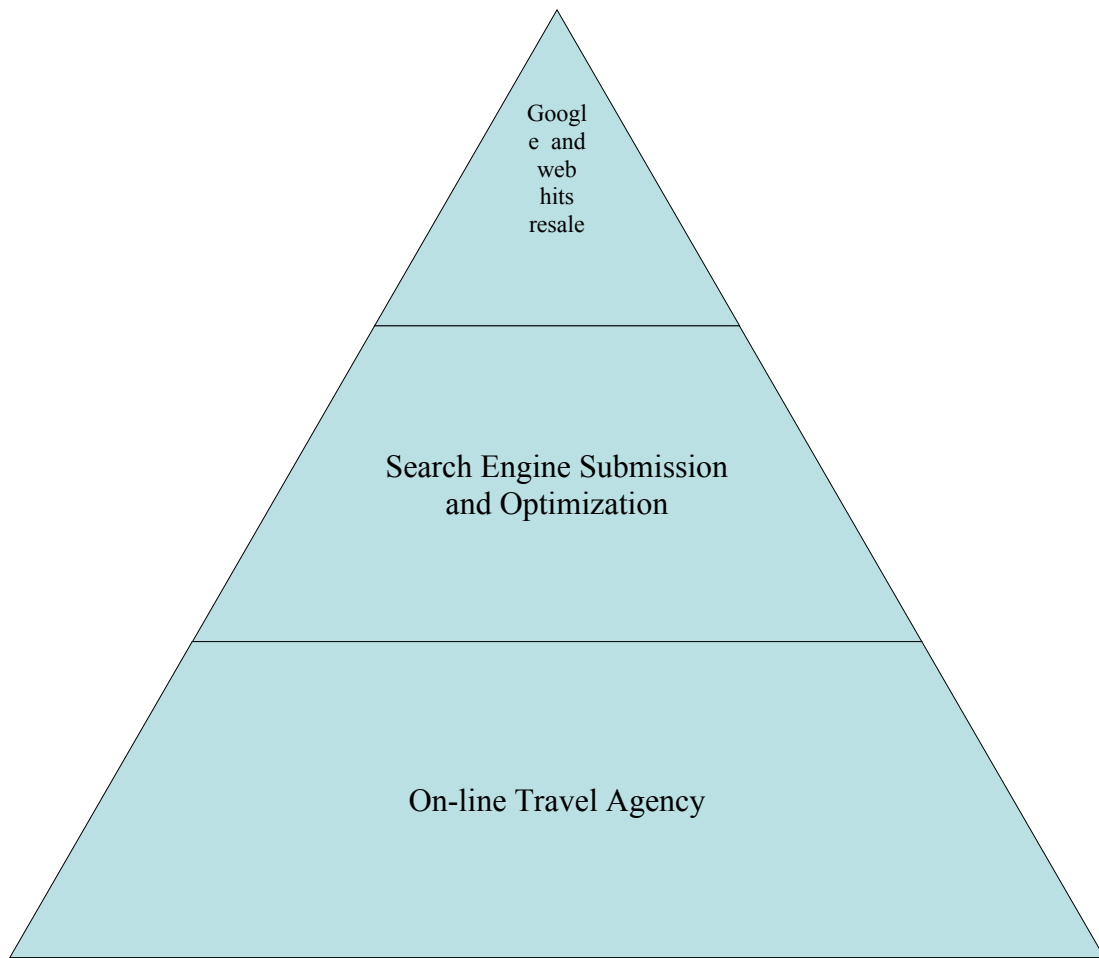 Googl
e and
web
hits
resale
Search Engine Submission
and Optimization
On-line Travel Agency